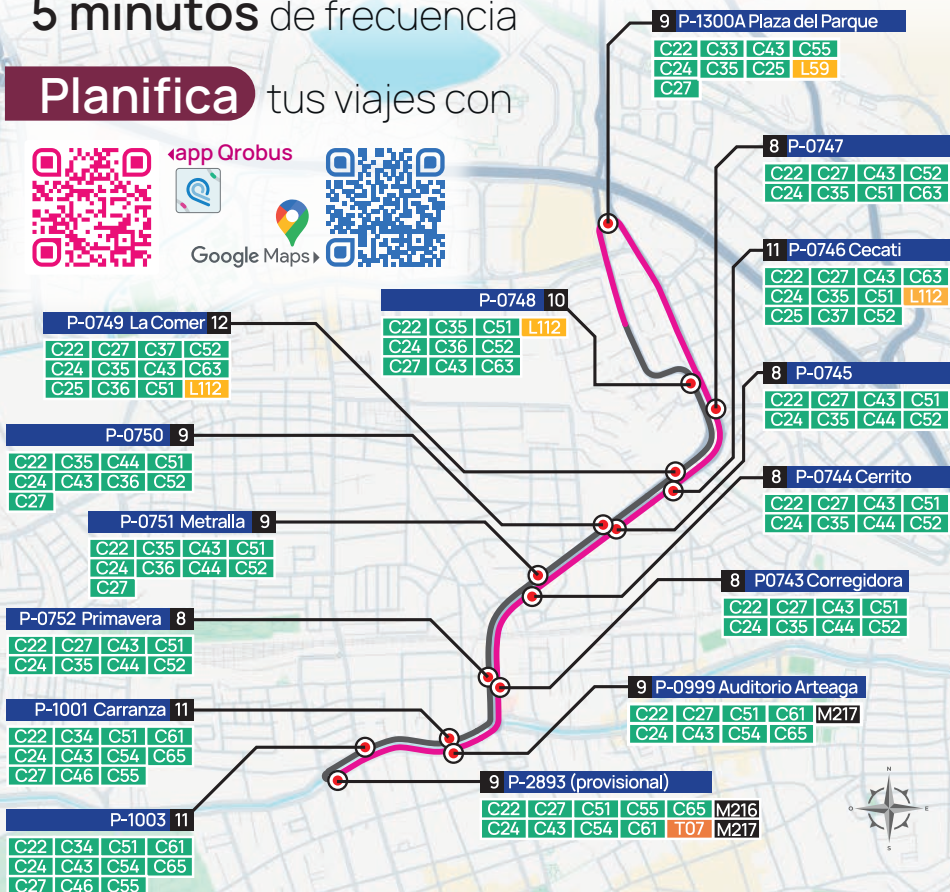 5 minutos de frecuencia
Planifica tus viajes con
app Qrobus
Google Maps
9 P-1300A Plaza del Parque
C22 C33 C43 C55
C24 C35 C25 L59
C27
8 P-0747
C22 C27 C43 C52
C24 C35 C51 C63
11 P-0746 Cecati
C22 C27 C43 C63
C24 C35 C51 L112
C25 C37 C52
P-0748 10
C22 C35 C51 L112
C24 C36 C52
C27 C43 C63
P-0749 La Comer 12
C22 C27 C37 C52
C24 C35 C43 C63
C25 C36 C51 L112
8 P-0745
C22 C27 C43 C51
C24 C35 C44 C52
P-0750 9
C22 C35 C44 C51
C24 C43 C36 C52
C27
8 P-0744 Cerrito
C22 C27 C43 C51
C24 C35 C44 C52
P-0751 Metralla 9
C22 C35 C43 C51
C24 C36 C44 C52
C27
8 P0743 Corregidora
C22 C27 C43 C51
C24 C35 C44 C52
P-0752 Primavera 8
C22 C27 C43 C51
C24 C35 C44 C52
9 P-0999 Auditorio Arteaga
C22 C27 C51 C61 M217
C24 C43 C54 C65
P-1001 Carranza 11
C22 C34 C51 C61
C24 C43 C54 C65
C27 C46 C55
9 P-2893 (provisional)
C22 C27 C51 C55 C65 M216
C24 C43 C54 C61 T07 M217
P-1003 11
C22 C34 C51 C61
C24 C43 C54 C65
C27 C46 C55
N
O E
S